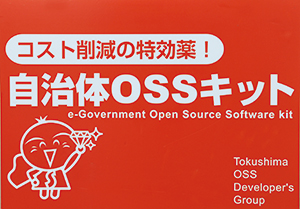 コスト削減の特効薬！
自治体OSSキット
e-Government Open Source Software kit
Tokushima
OSS
Developer's
Group